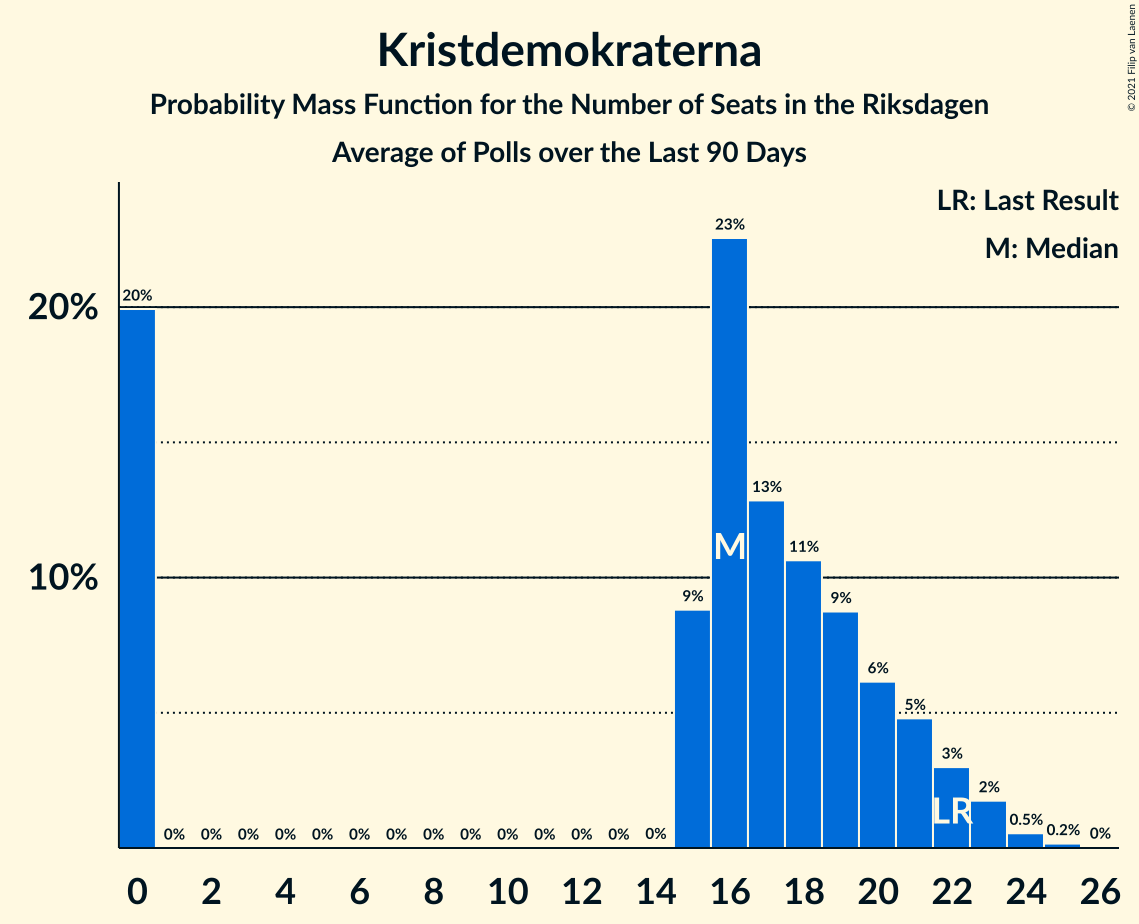 Kristdemokraterna
Probability Mass Function for the Number of Seats in the Riksdagen
Average of Polls over the Last 90 Days
© 2021 Filip van Laenen
LR: Last Result
M: Median
23%
20%
20%
13%
M
11%
10%
9%
9%
6%
5%
3%
2%
LR
0.5%
0.2%
0% 0% 0% 0% 0% 0% 0% 0% 0% 0% 0% 0% 0% 0% 0%
0 2 4 6 8 10 12 14 16 18 20 22 24 26